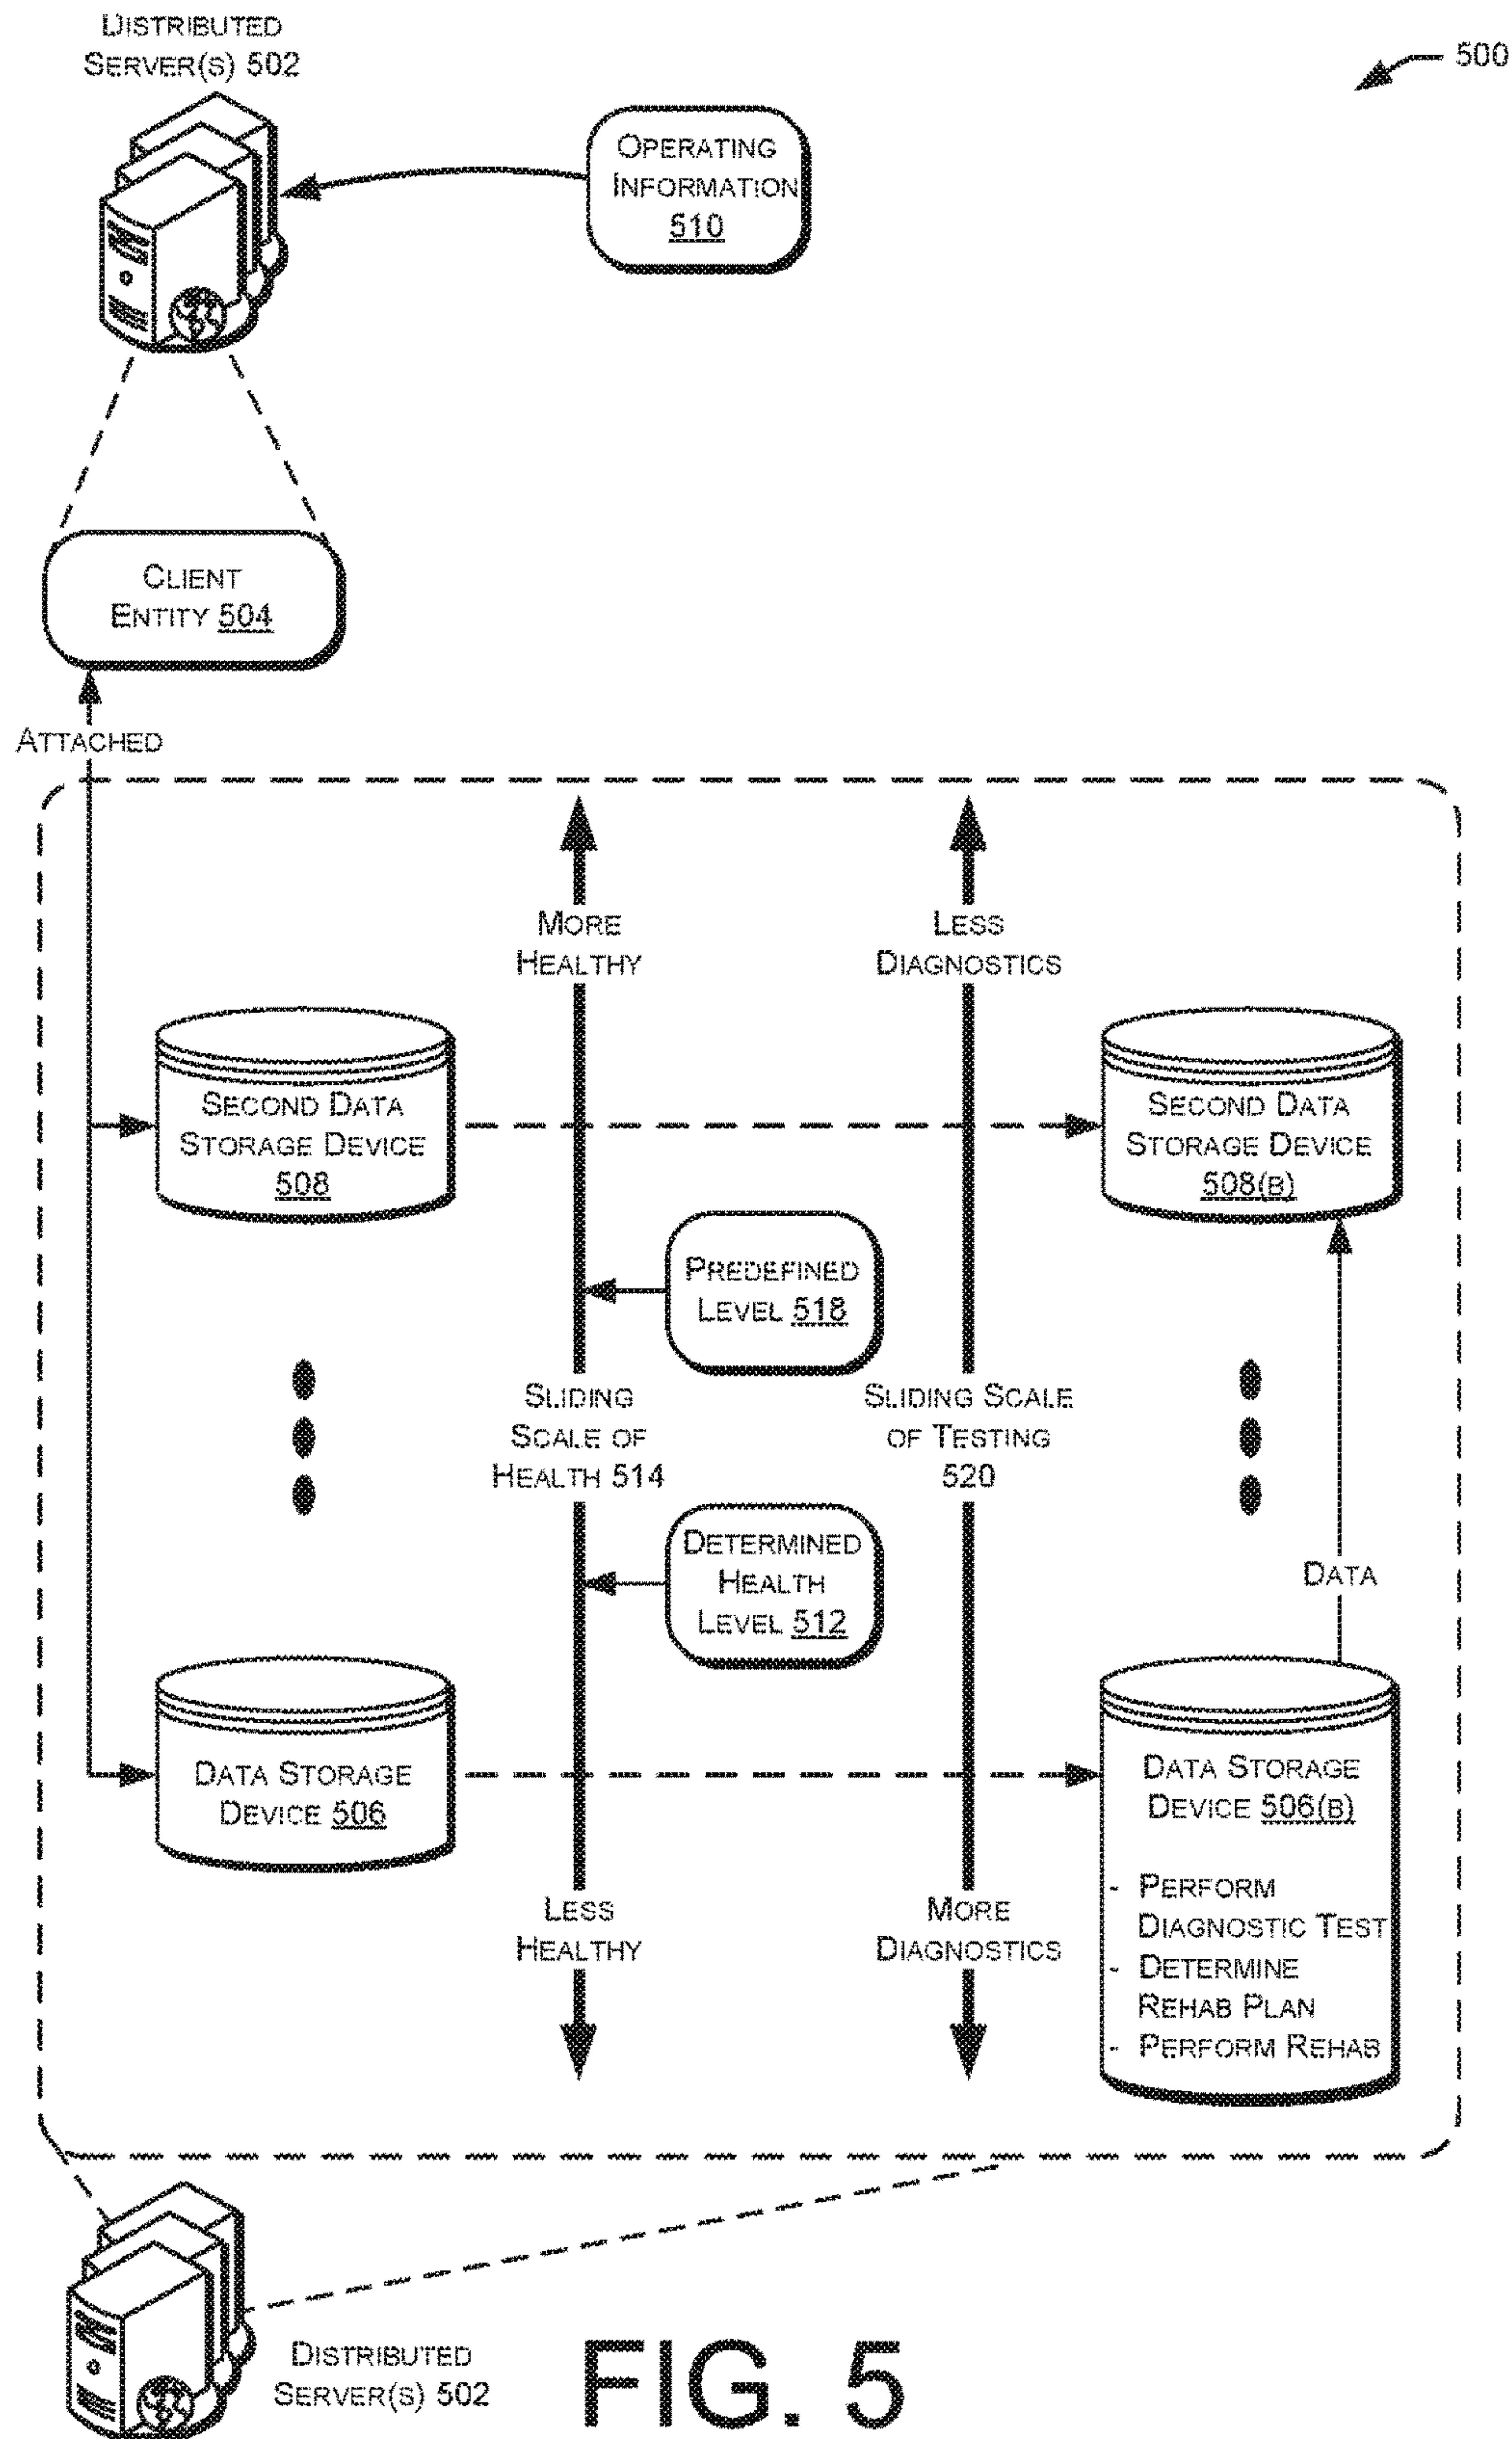 DISTRIBUTED
SERVER(S) 502
500
OPERATING
INFORMATION
510
CLIENT
ENTITY 504
ATTACHED
MORE
HEALTHY
LESS
DIAGNOSTICS
SECOND DATA
STORAGE DEVICE
508
SECOND DATA
STORAGE DEVICE
508(B)
PREDEFINED
LEVEL 518
SLIDING
SCALE OF
HEALTH 514
SLIDING SCALE
OF TESTING
520
DETERMINED
HEALTH
LEVEL 512
DATA
DATA STORAGE
DEVICE 506
DATA STORAGE
DEVICE 506(B)
- PERFORM
DIAGNOSTIC TEST
- DETERMINE
REHAB PLAN
- PERFORM REHAB
LESS
HEALTHY
MORE
DIAGNOSTICS
DISTRIBUTED
SERVER(S) 502
FIG. 5